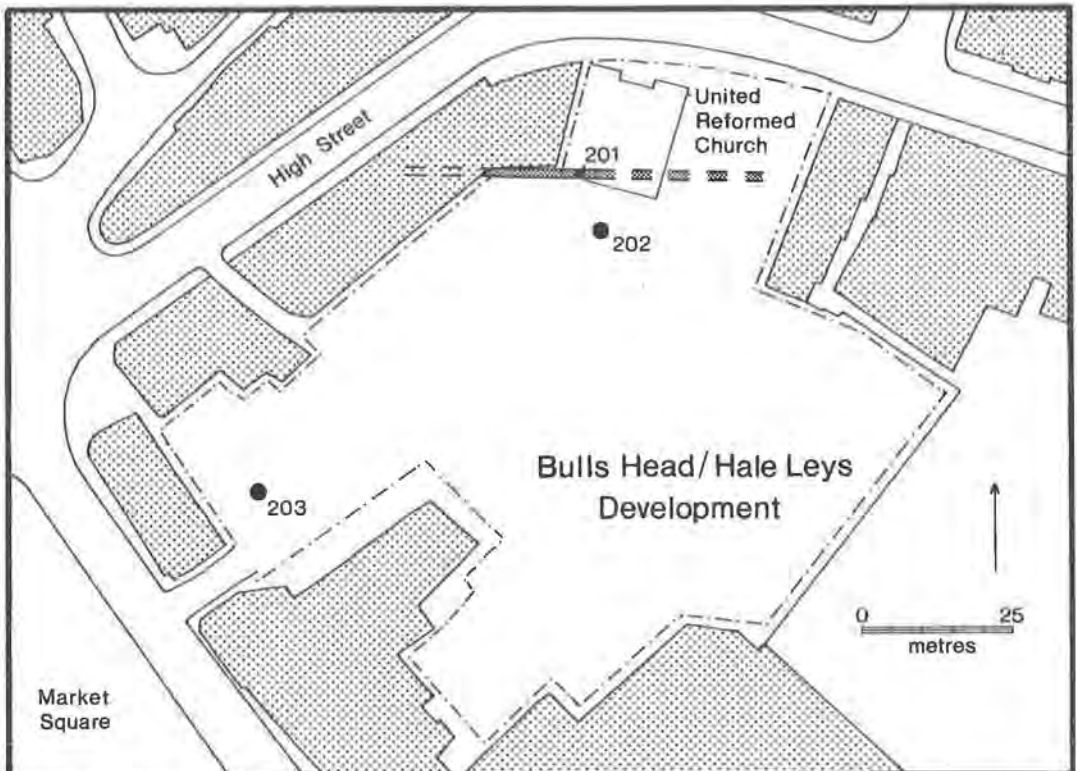 United
Reformed
Church
High Street
201
202
Bulls Head/Hale Leys
Development
203
0 25
metres
Market
Square